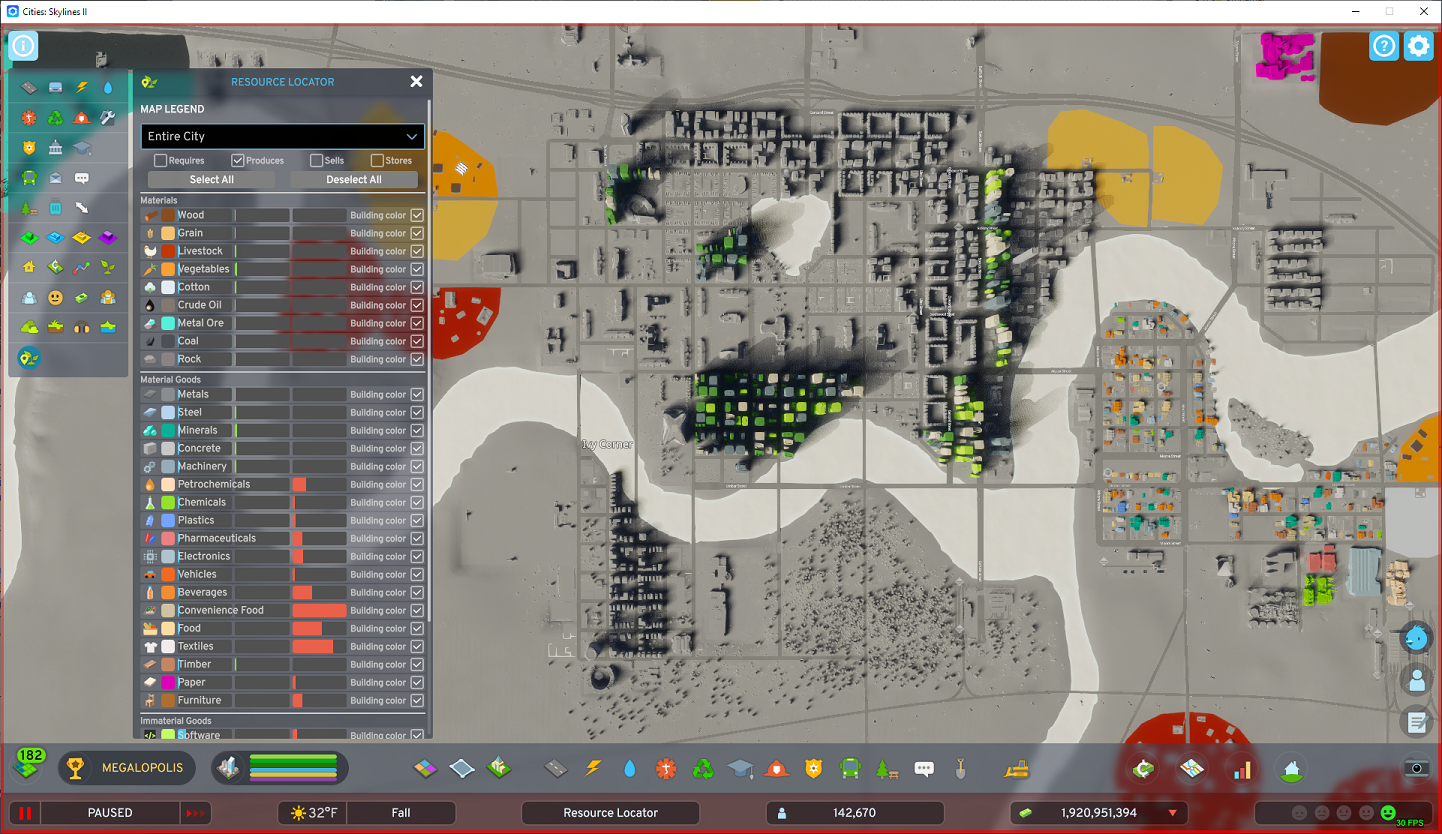 Cities: Skylines II
RESOURCE LOCATOR
MAP LEGEND
Entire City
Requires Produces Sells Stores
Select All Deselect All
Materials
Wood Building color
Grain Building color
Livestock Building color
Vegetables Building color
Cotton Building color
Crude Oil Building color
Metal Ore Building color
Coal Building color
Rock Building color
Material Goods
Metals Building color
Steel Building color
Minerals Building color
Concrete Building color
Machinery Building color
Petrochemicals Building color
Chemicals Building color
Plastics Building color
Pharmaceuticals Building color
Electronics Building color
Vehicles Building color
Beverages Building color
Convenience Food Building color
Food Building color
Textiles Building color
Timber Building color
Paper Building color
Furniture Building color
Immaterial Goods
Software Building color
Ivy Corner
182
MEGALOPOLIS
PAUSED
32°F
Fall
Resource Locator
142,670
1,920,951,394
30 FPS